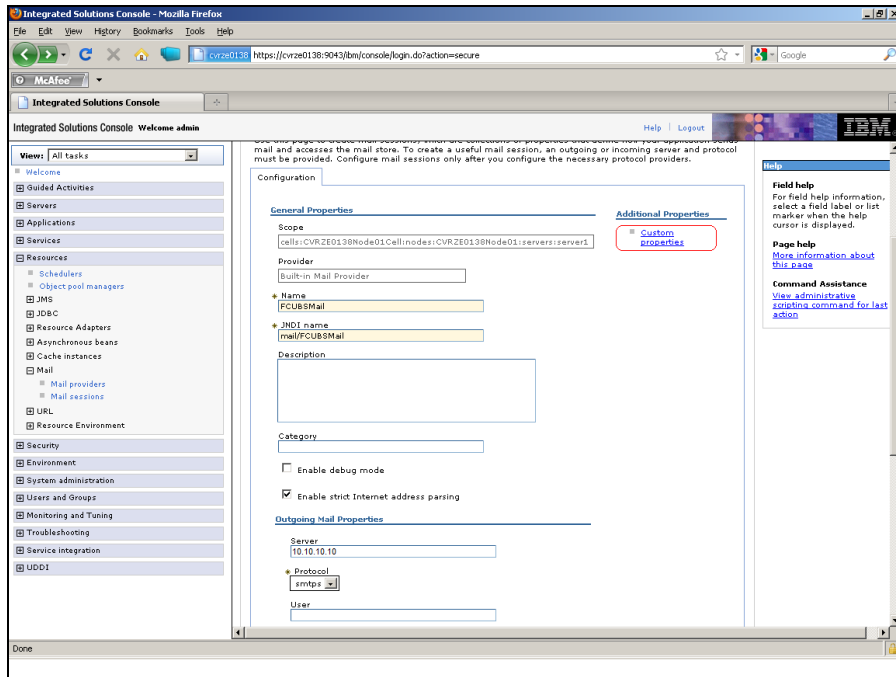 Integrated Solutions Console - Mozilla Firefox
File Edit View History Bookmarks Tools Help
cvrze0138 https://cvrze0138:9043/ibm/console/login.do?action=secure
Google
McAfee
Integrated Solutions Console
Integrated Solutions Console Welcome admin
Help Logout
IBM
View: All tasks
Welcome
Guided Activities
Servers
Applications
Services
Resources
Schedulers
Object pool managers
JMS
JDBC
Resource Adapters
Asynchronous beans
Cache instances
Mail
Mail providers
Mail sessions
URL
Resource Environment
Security
Environment
System administration
Users and Groups
Monitoring and Tuning
Troubleshooting
Service integration
UDDI
mail and accesses the mail store. To create a useful mail session, an outgoing or incoming server and protocol
must be provided. Configure mail sessions only after you configure the necessary protocol providers.
Configuration
General Properties
Scope
cells:CVRZE0138Node01Cell:nodes:CVRZE0138Node01:servers:server1
Provider
Built-in Mail Provider
* Name
FCUBSMail
* JNDI name
mail/FCUBSMail
Description
Category
Enable debug mode
Enable strict Internet address parsing
Outgoing Mail Properties
Server
10.10.10.10
* Protocol
smtps
User
Additional Properties
Custom
properties
Help
Field help
For field help information,
select a field label or list
marker when the help
cursor is displayed.
Page help
More information about
this page
Command Assistance
View administrative
scripting command for last
action
Done